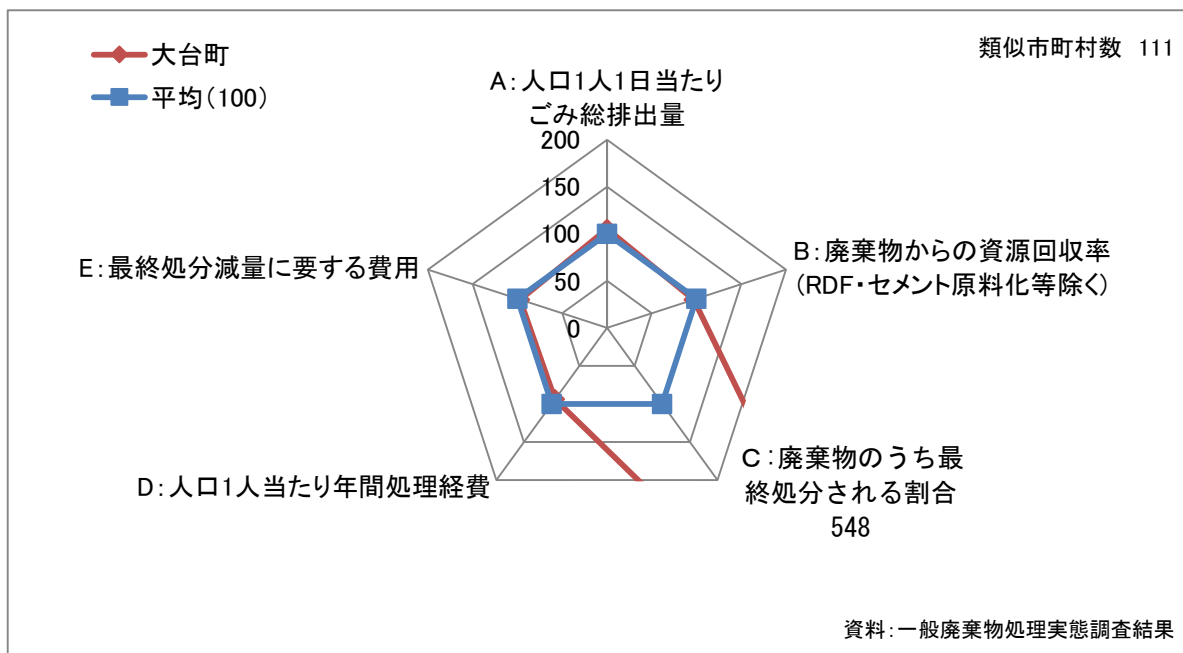 大台町
平均(100)
類似市町村数 111
A:人口1人1日当たり
ごみ総排出量
200
150
100
50
0
B:廃棄物からの資源回収率
(RDF・セメント原料化等除く)
E:最終処分減量に要する費用
C:廃棄物のうち最
終処分される割合
548
D:人口1人当たり年間処理経費
資料:一般廃棄物処理実態調査結果